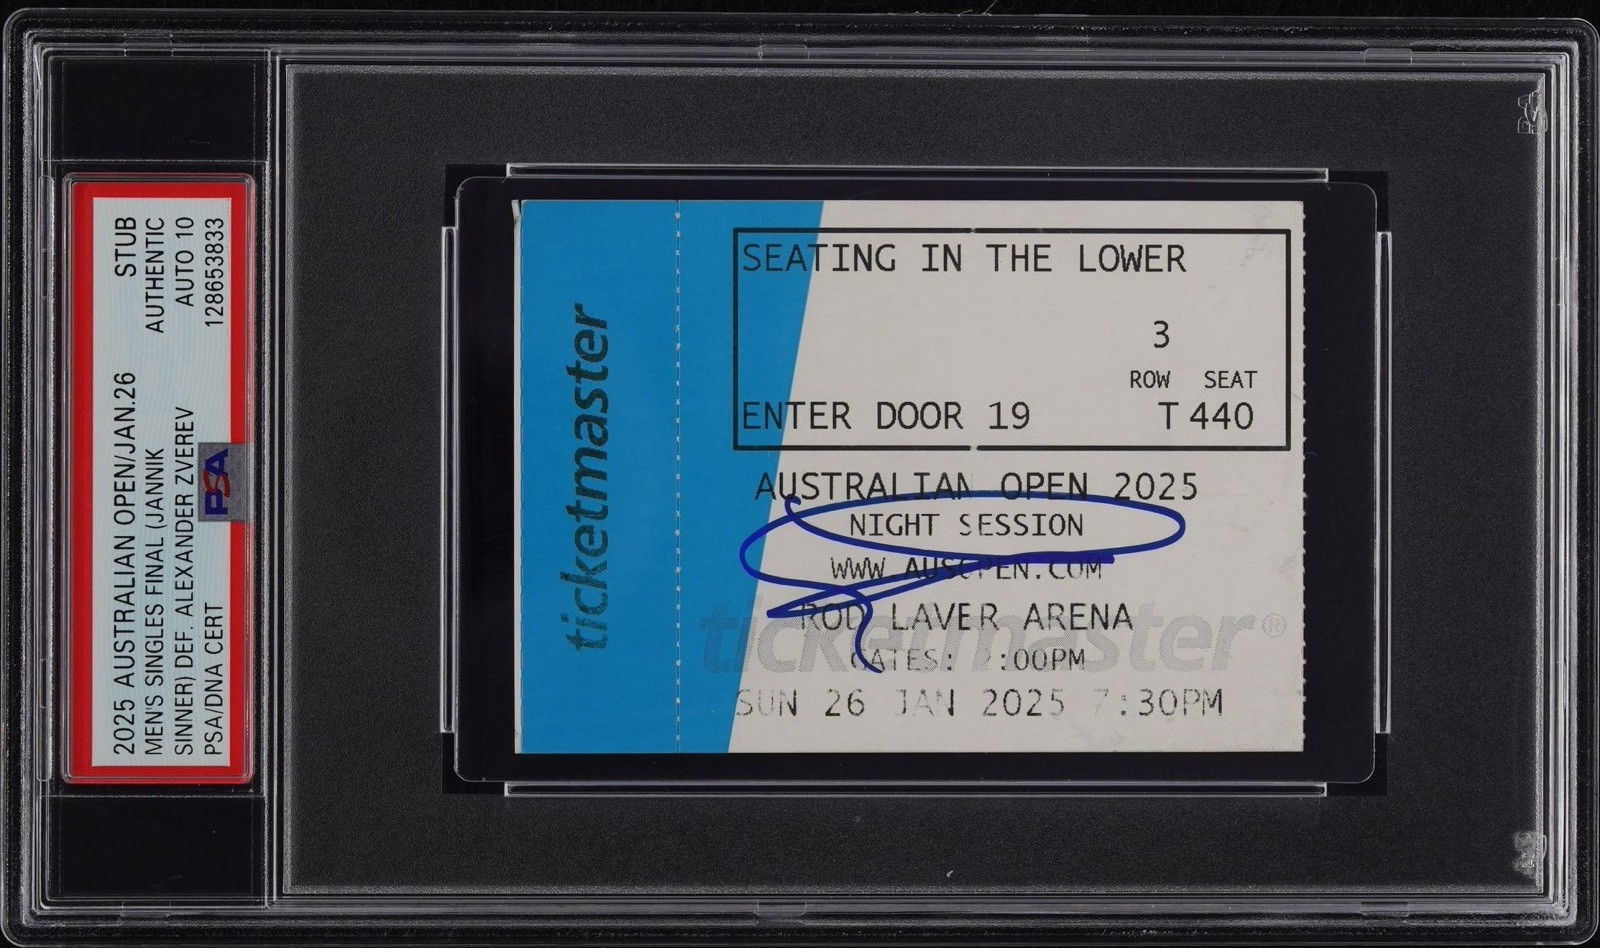 2025 AUSTRALIAN OPEN/JAN.26 STUB
MEN'S SINGLES FINAL (JANNIK AUTHENTIC
SINNER) DEF. ALEXANDER ZVEREV AUTO 10
PSA/DNA CERT 128653833
PSA
ticketmaster
SEATING IN THE LOWER
3
ROW SEAT
ENTER DOOR 19 T 440
AUSTRALIAN OPEN 2025
NIGHT SESSION
WWW.AUSOPEN.COM
ROD LAVER ARENA
ticketmaster®
GATES: :00PM
SUN 26 JAN 2025 7:30PM